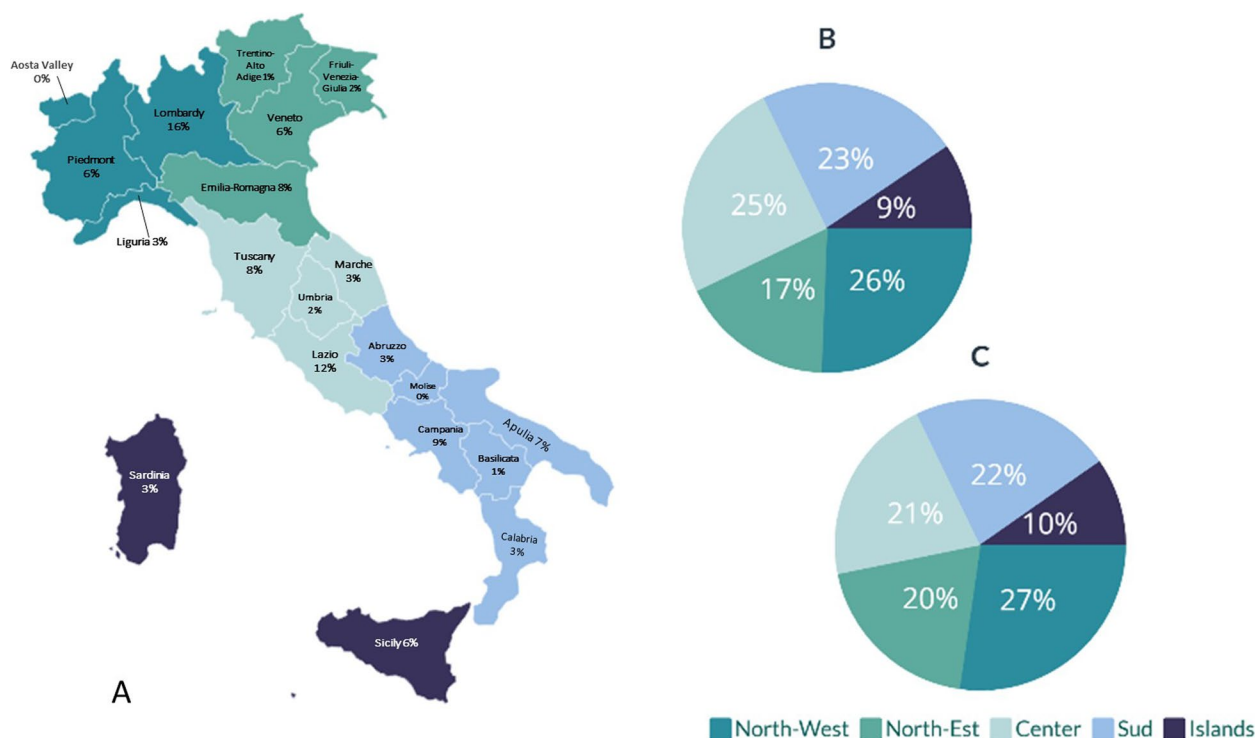 Aosta Valley
0%
Trentino-
Alto
Adige 1%
Friuli-
Venezia-
Giulia 2%
Lombardy
16%
Veneto
6%
Piedmont
6%
Emilia-Romagna 8%
Liguria 3%
Tuscany
8%
Marche
3%
Umbria
2%
Lazio
12%
Abruzzo
3%
Molise
0%
Campania
9%
Apulia 7%
Basilicata
1%
Sardinia
3%
Calabria
3%
Sicily 6%
A
B
23%
25%
9%
17%
26%
C
22%
21%
10%
20%
27%
North-West North-Est Center Sud Islands